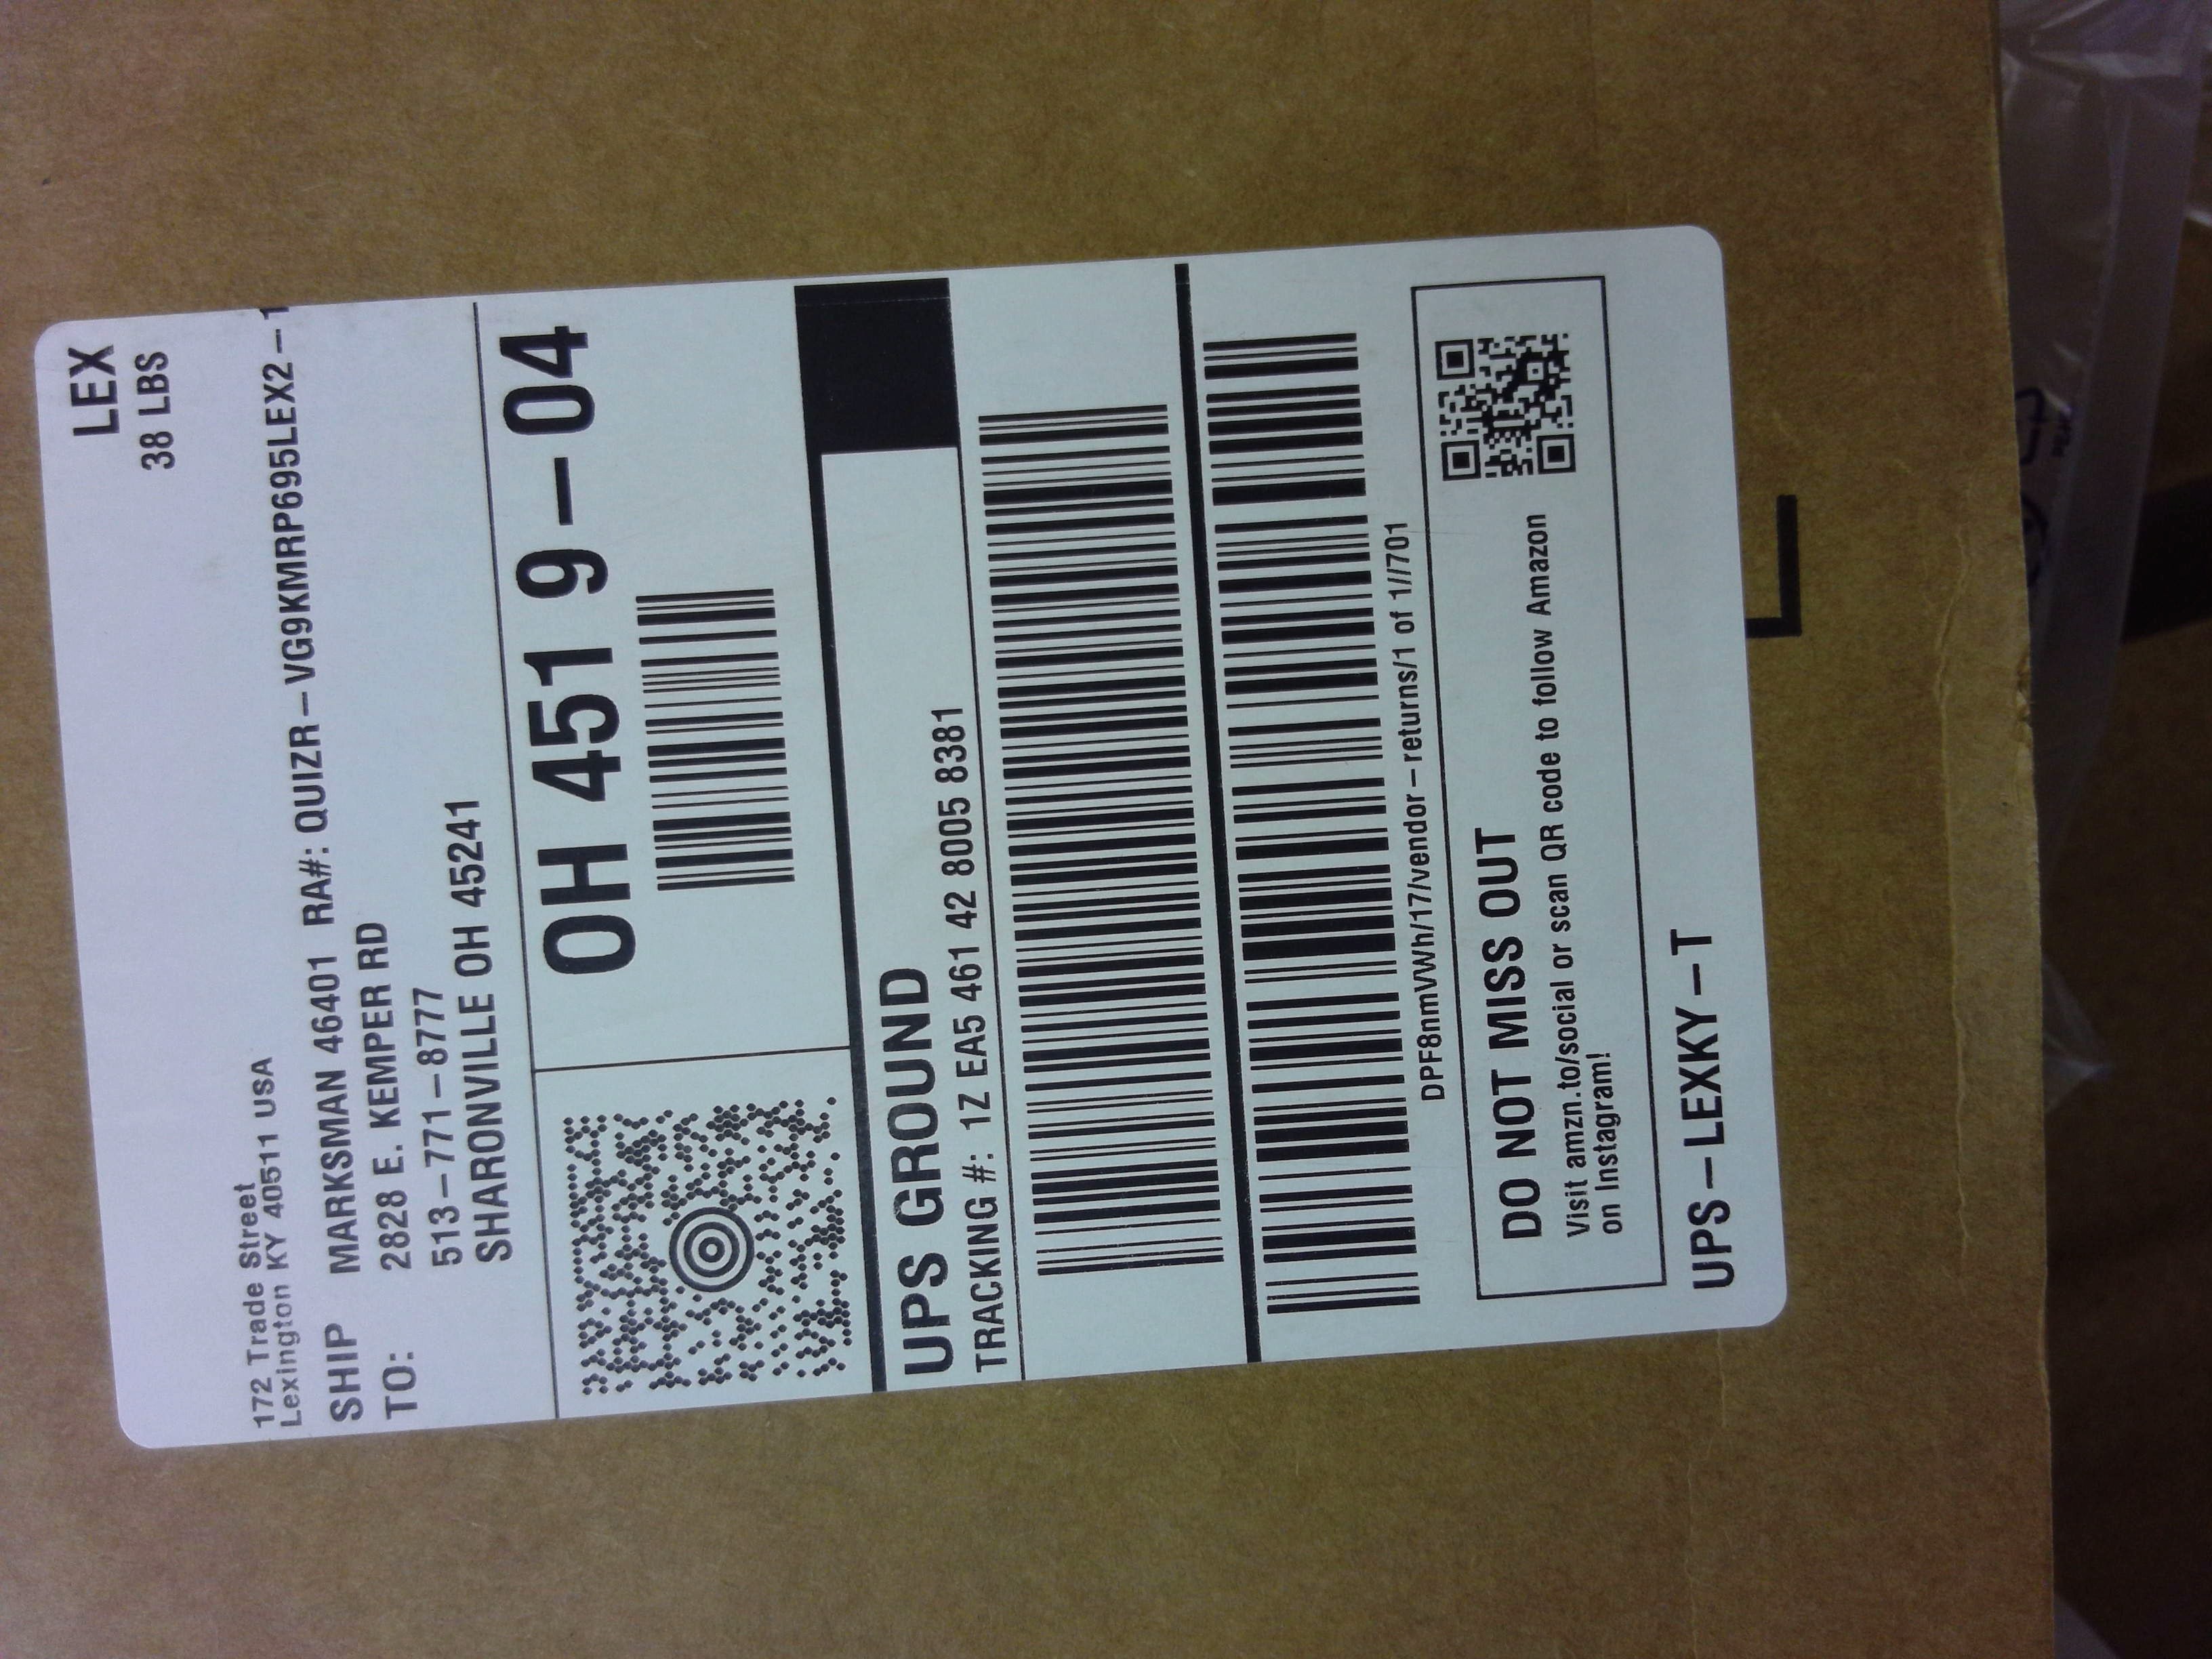 LEX
38 LBS
172 Trade Street
Lexington KY 40511 USA
SHIP MARKSMAN 46401 RA#: QUIZR-VG9KMRP695LEX2-1
TO: 2828 E. KEMPER RD
513-771-8777
SHARONVILLE OH 45241
OH 451 9-04
UPS GROUND
TRACKING #: 1Z EA5 461 42 8005 8381
DPF8nmVWh/17/vendor-returns/1 of 1//701
DO NOT MISS OUT
Visit amzn.to/social or scan QR code to follow Amazon
on Instagram!
UPS-LEXKY-T